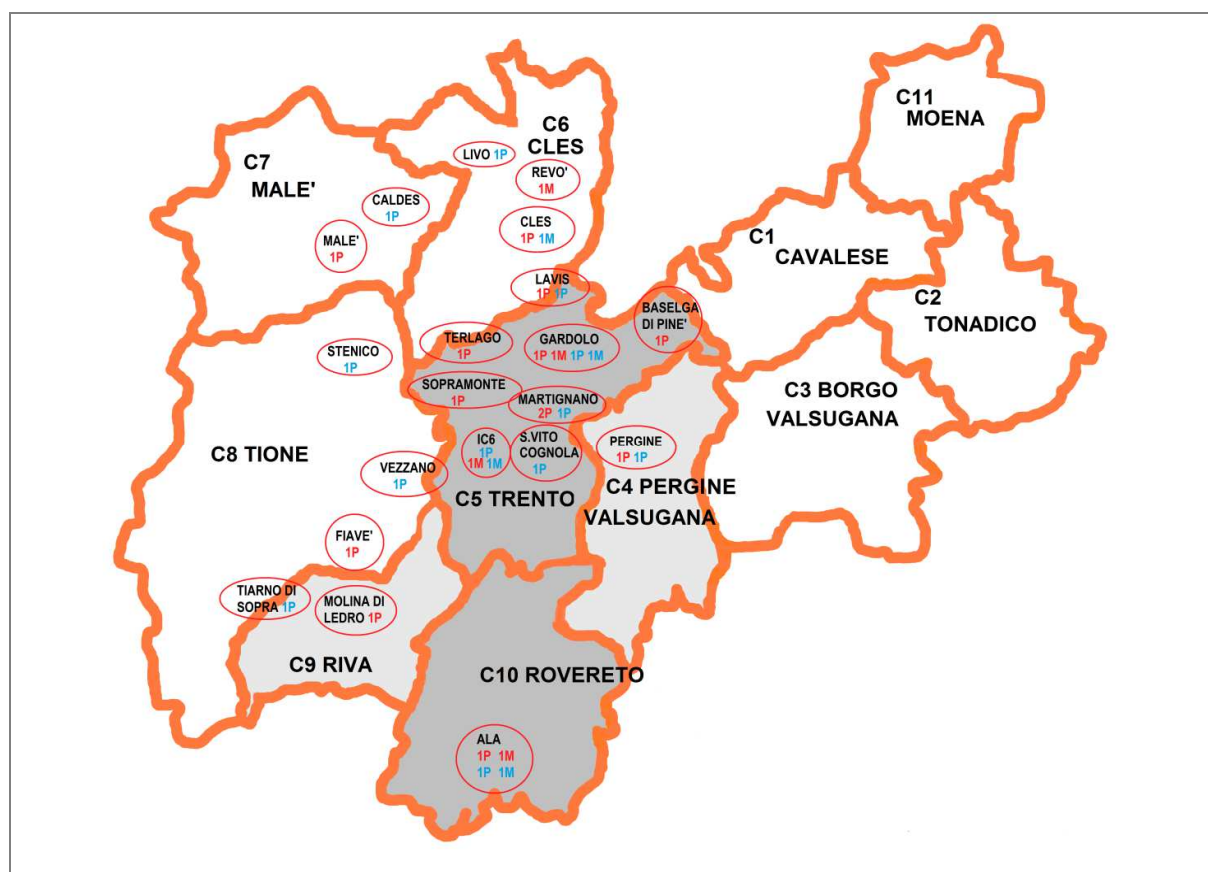 C11
MOENA
C6
CLES
LIVO 1P
REVO'
1M
C7
MALE'
CALDES
1P
CLES
1P 1M
MALE'
1P
C1
CAVALESE
C2
TONADICO
LAVIS
1P 1P
BASELGA
DI PINE'
1P
TERLAGO
1P
GARDOLO
1P 1M 1P 1M
STENICO
1P
SOPRAMONTE
1P
MARTIGNANO
2P 1P
C3 BORGO
VALSUGANA
IC6
1P
1M 1M
S.VITO
COGNOLA
1P
PERGINE
1P 1P
C8 TIONE
VEZZANO
1P
C5 TRENTO
C4 PERGINE
VALSUGANA
FIAVE'
1P
TIARNO DI
SOPRA 1P
MOLINA DI
LEDRO 1P
C9 RIVA
C10 ROVERETO
ALA
1P 1M
1P 1M